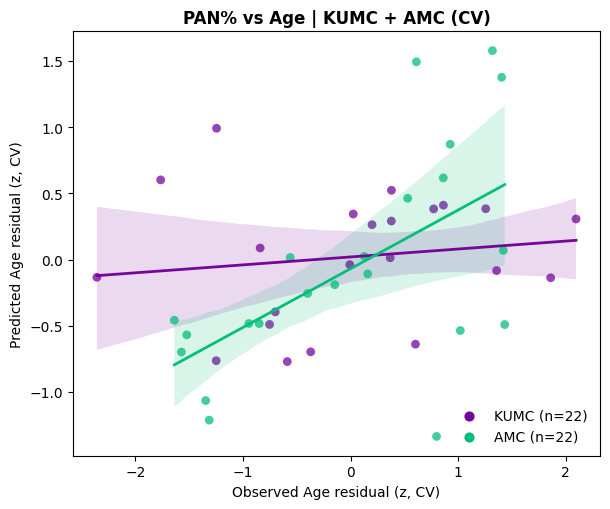 PAN% vs Age | KUMC + AMC (CV)
Predicted Age residual (z, CV)
1.5
1.0
0.5
0.0
−0.5
−1.0
KUMC (n=22)
AMC (n=22)
−2
−1
0
1
2
Observed Age residual (z, CV)